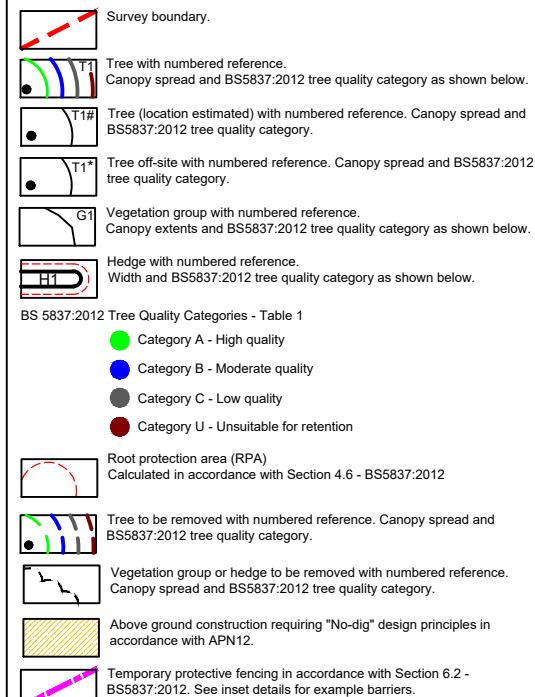 Survey boundary.
T1
Tree with numbered reference.
Canopy spread and BS5837:2012 tree quality category as shown below.
T1#
Tree (location estimated) with numbered reference. Canopy spread and
BS5837:2012 tree quality category.
T1*
Tree off-site with numbered reference. Canopy spread and BS5837:2012
tree quality category.
G1
Vegetation group with numbered reference.
Canopy extents and BS5837:2012 tree quality category as shown below.
H1
Hedge with numbered reference.
Width and BS5837:2012 tree quality category as shown below.
BS 5837:2012 Tree Quality Categories - Table 1
Category A - High quality
Category B - Moderate quality
Category C - Low quality
Category U - Unsuitable for retention
Root protection area (RPA)
Calculated in accordance with Section 4.6 - BS5837:2012
Tree to be removed with numbered reference. Canopy spread and
BS5837:2012 tree quality category.
Vegetation group or hedge to be removed with numbered reference.
Canopy spread and BS5837:2012 tree quality category.
Above ground construction requiring "No-dig" design principles in
accordance with APN12.
Temporary protective fencing in accordance with Section 6.2 -
BS5837:2012. See inset details for example barriers.